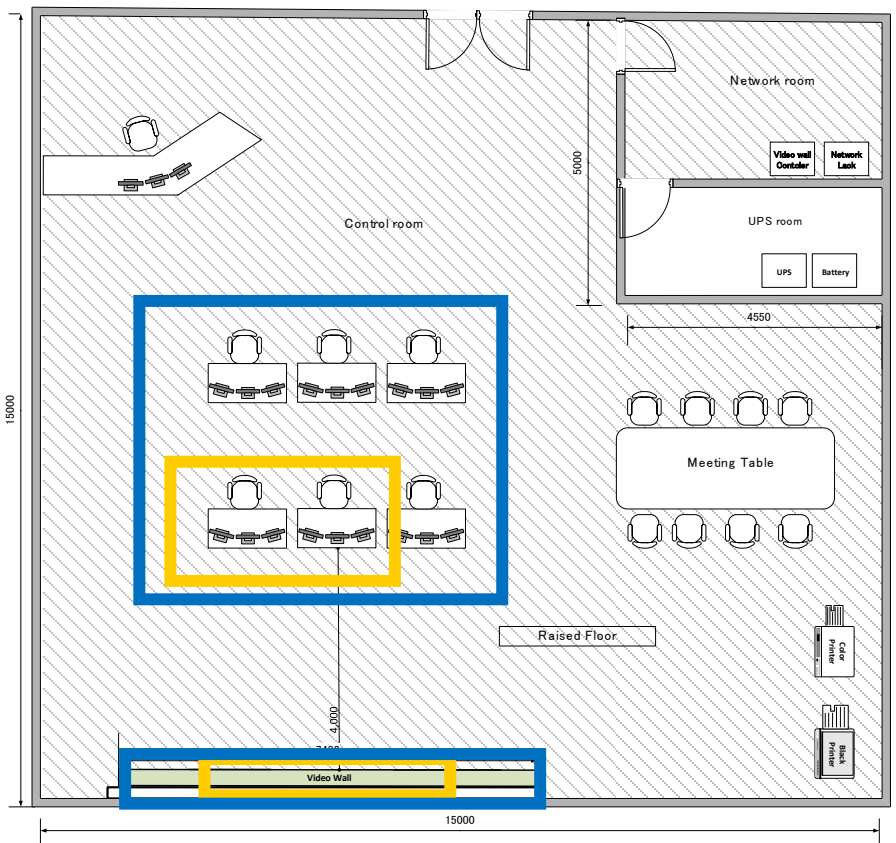 Network room
Video wall
Contoler
Network
Lack
5000
Control room
UPS room
UPS
Battery
4550
15000
Meeting Table
Raised Floor
Color
Printer
4,000
Black
Printer
Video Wall
15000